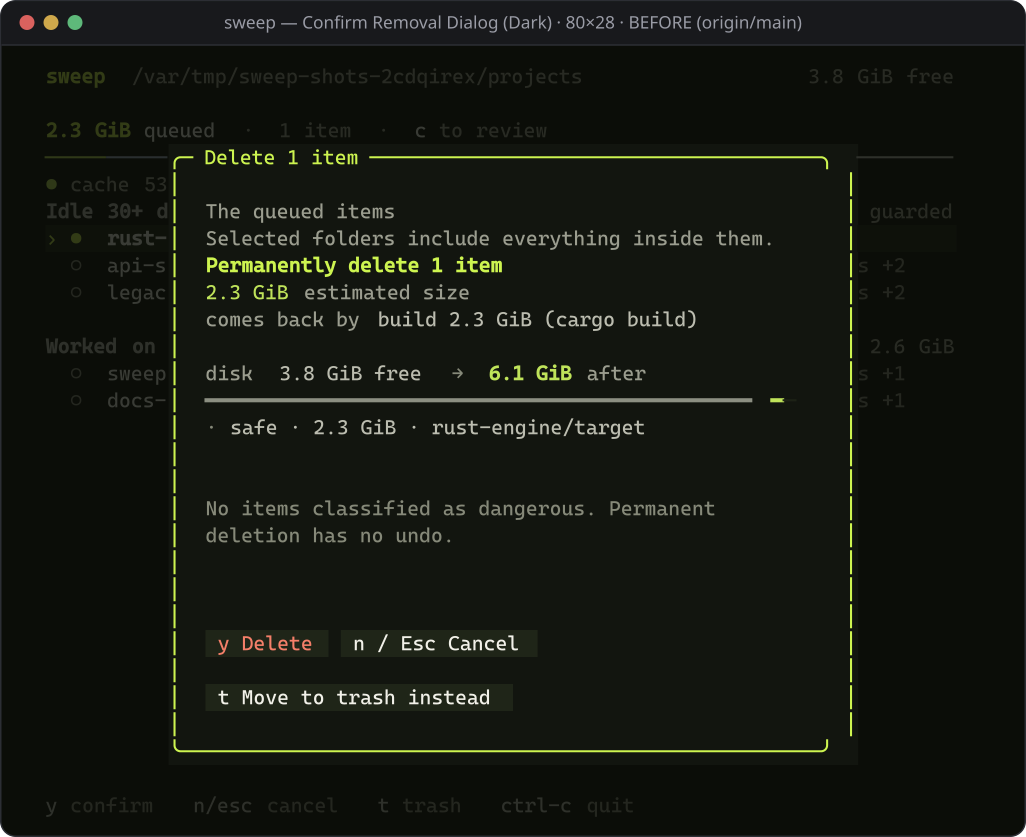 sweep — Confirm Removal Dialog (Dark) · 80×28 · BEFORE (origin/main)
sweep /var/tmp/sweep-shots-2cdqirex/projects 3.8 GiB free
2.3 GiB queued · 1 item · c to review
Delete 1 item
● cache 53
Idle 30+ d guarded
The queued items
› ● rust-
Selected folders include everything inside them.
○ api-s s +2
Permanently delete 1 item
○ legac s +2
2.3 GiB estimated size
comes back by build 2.3 GiB (cargo build)
Worked on 2.6 GiB
○ sweep s +1
disk 3.8 GiB free → 6.1 GiB after
○ docs- s +1
· safe · 2.3 GiB · rust-engine/target
No items classified as dangerous. Permanent
deletion has no undo.
y Delete n / Esc Cancel
t Move to trash instead
y confirm n/esc cancel t trash ctrl-c quit